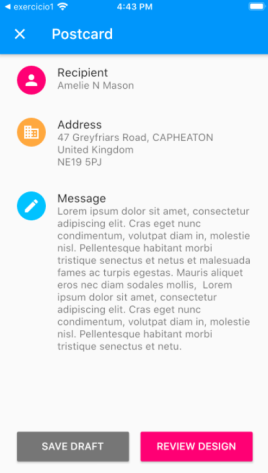 exercicio1 4:43 PM
Postcard
Recipient
Amelie N Mason
Address
47 Greyfriars Road, CAPHEATON
United Kingdom
NE19 5PJ
Message
Lorem ipsum dolor sit amet, consectetur
adipiscing elit. Cras eget nunc
condimentum, volutpat diam in, molestie
nisl. Pellentesque habitant morbi
tristique senectus et netus et malesuada
fames ac turpis egestas. Mauris aliquet
eros nec diam sodales mollis,  Lorem
ipsum dolor sit amet, consectetur
adipiscing elit. Cras eget nunc
condimentum, volutpat diam in, molestie
nisl. Pellentesque habitant morbi
tristique senectus et netu.
SAVE DRAFT REVIEW DESIGN